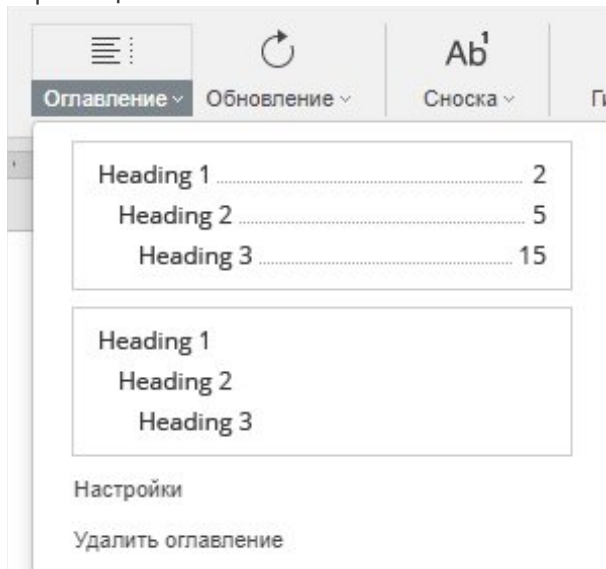 Ab¹
Оглавление Обновление Сноска
Heading 1 2
Heading 2 5
Heading 3 15
Heading 1
Heading 2
Heading 3
Настройки
Удалить оглавление